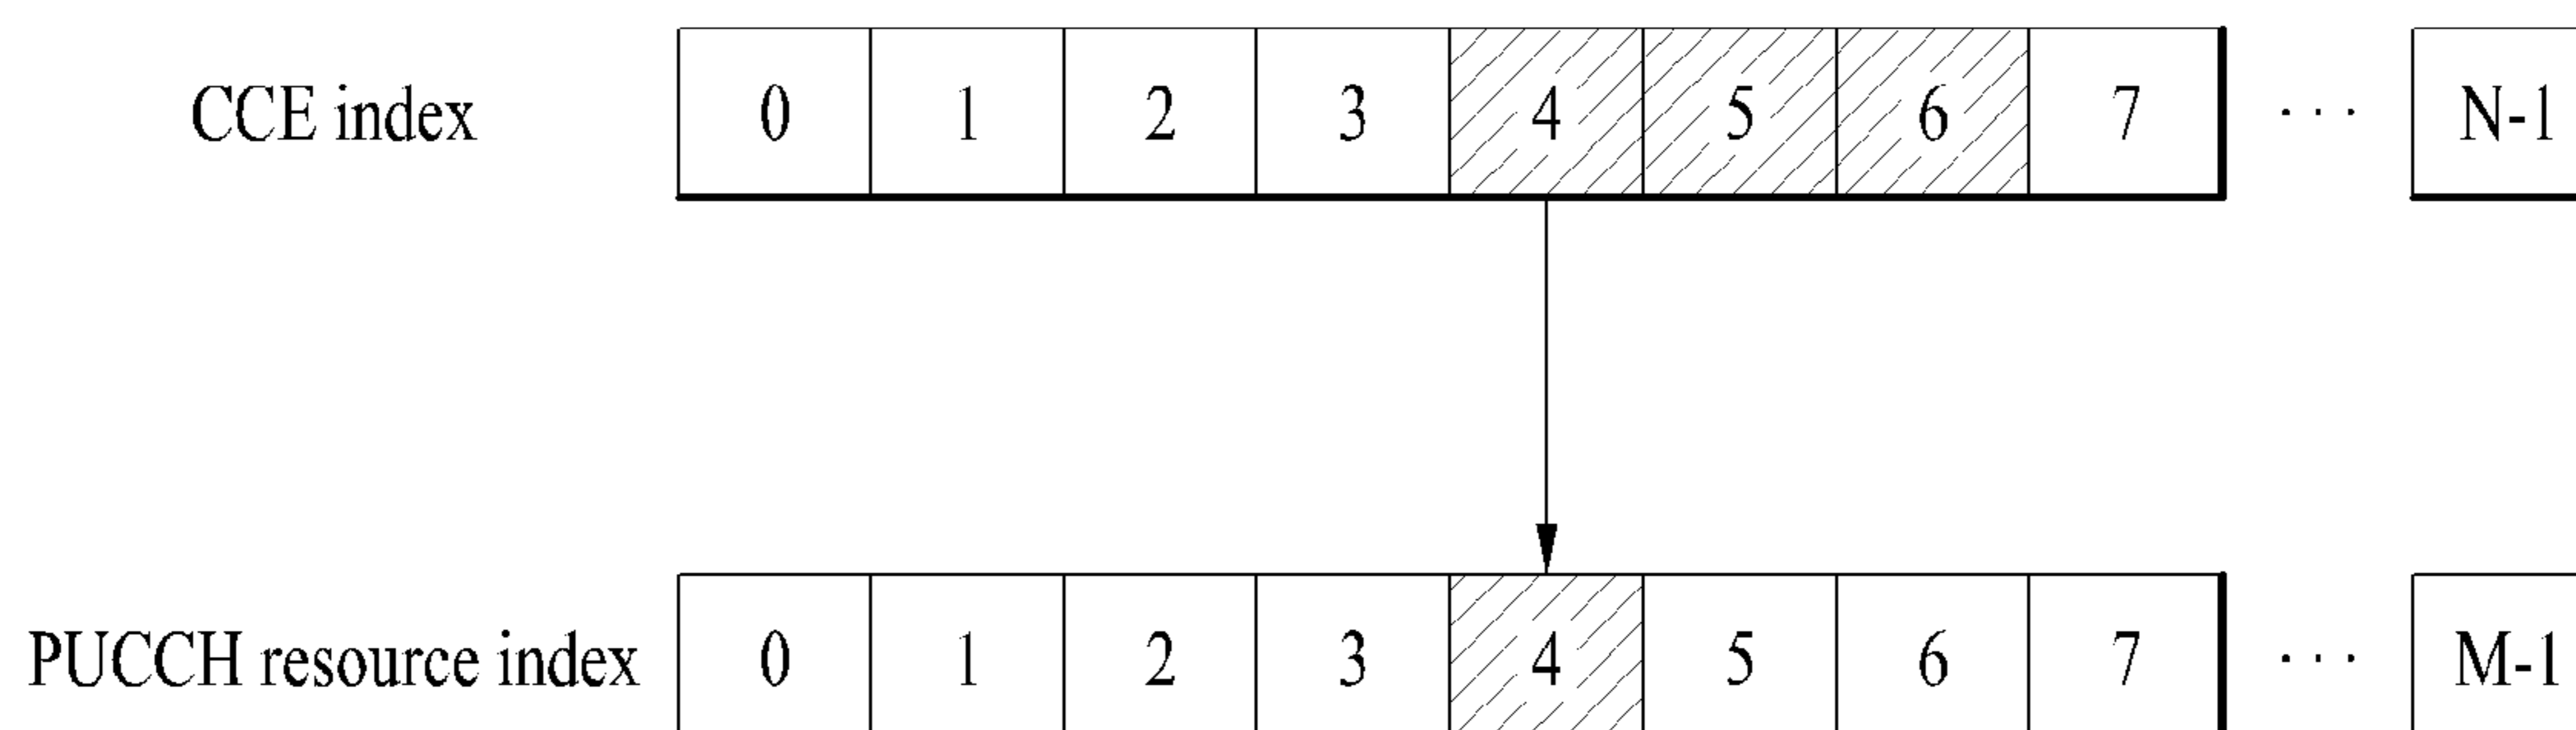 CCE index 0 1 2 3 4 5 6 7 ··· N-1
PUCCH resource index 0 1 2 3 4 5 6 7 ··· M-1